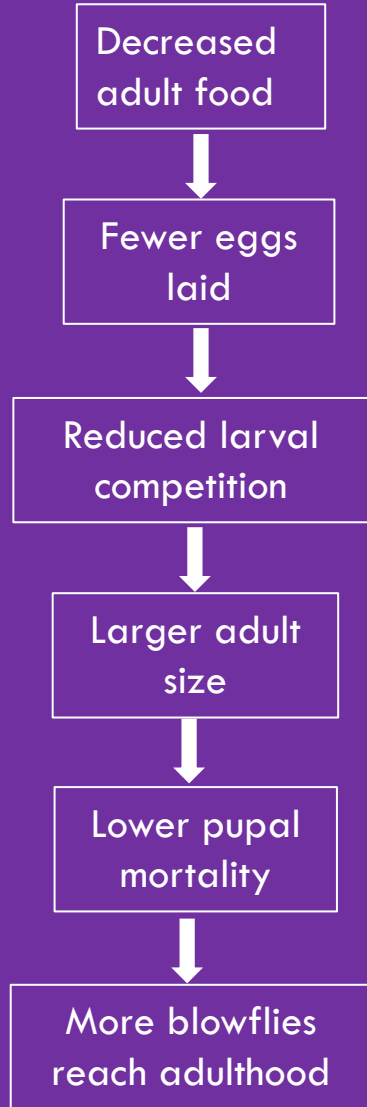 Decreased
adult food
Fewer eggs
laid
Reduced larval
competition
Larger adult
size
Lower pupal
mortality
More blowflies
reach adulthood